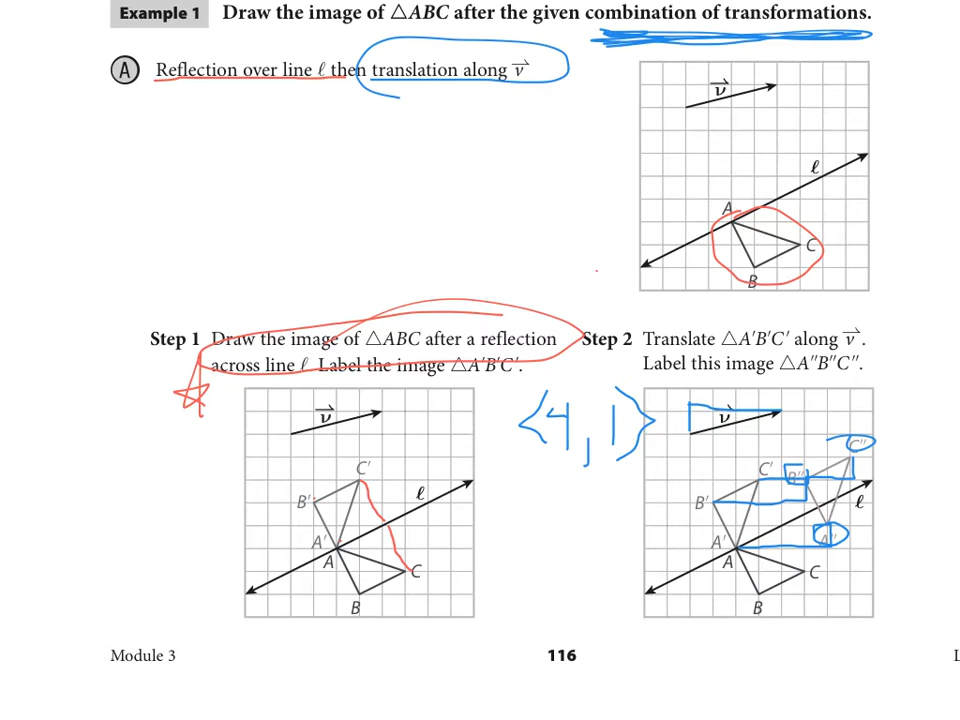 Example 1 Draw the image of △ABC after the given combination of transformations.
A Reflection over line ℓ then translation along v⃗
v⃗
ℓ
A
C
B
Step 1 Draw the image of △ABC after a reflection
across line ℓ. Label the image △A′B′C′.
Step 2 Translate △A′B′C′ along v⃗.
Label this image △A″B″C″.
v⃗
C′
ℓ
B′
A′
A
C
B
⟨4, 1⟩
v
C″
C′
B″
B′
ℓ
A′
A″
A
C
B
Module 3
116
L